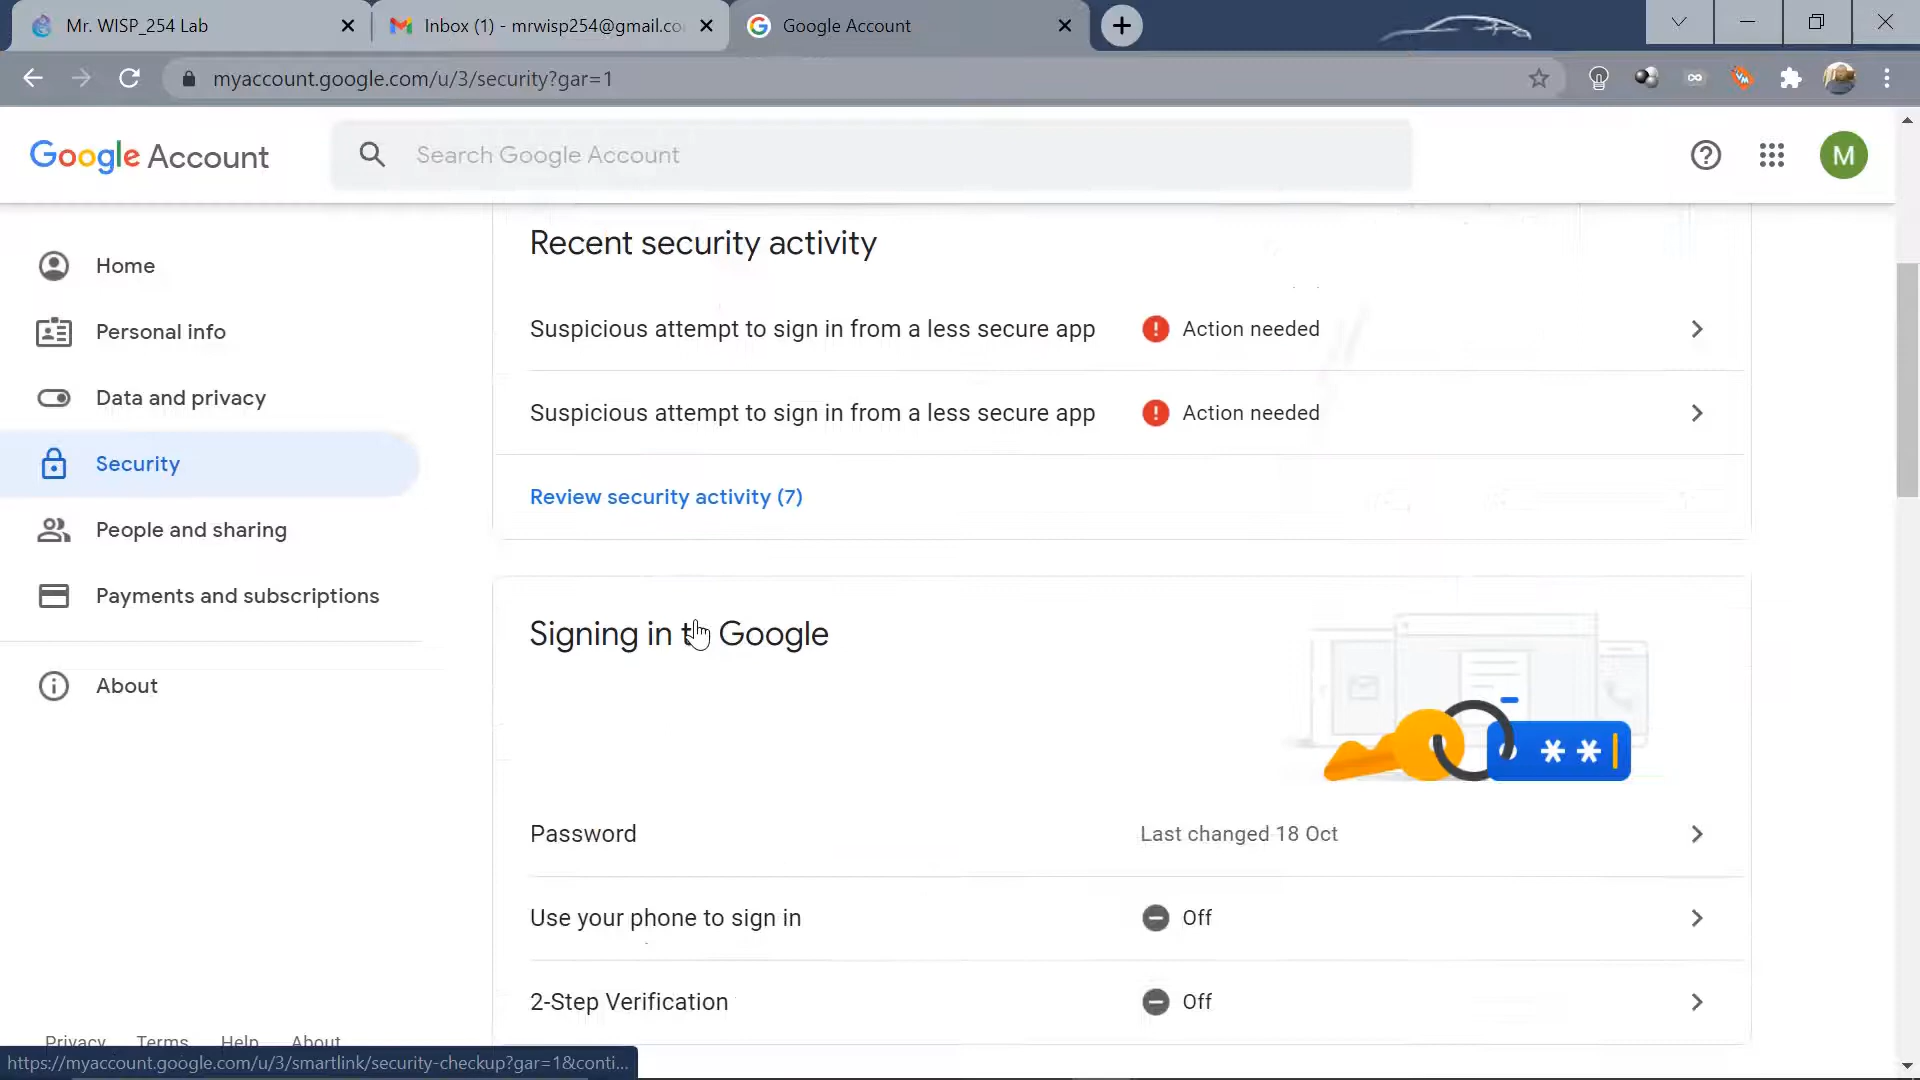 Mr. WISP_254 Lab
Inbox (1) - mrwisp254@gmail.co
Google Account
myaccount.google.com/u/3/security?gar=1
Google Account
Search Google Account
M
Home
Personal info
Data and privacy
Security
People and sharing
Payments and subscriptions
About
Recent security activity
Suspicious attempt to sign in from a less secure app
Action needed
Suspicious attempt to sign in from a less secure app
Action needed
Review security activity (7)
Signing in to Google
Password
Last changed 18 Oct
Use your phone to sign in
Off
2-Step Verification
Off
Privacy Terms Help About
https://myaccount.google.com/u/3/smartlink/security-checkup?gar=1&conti...